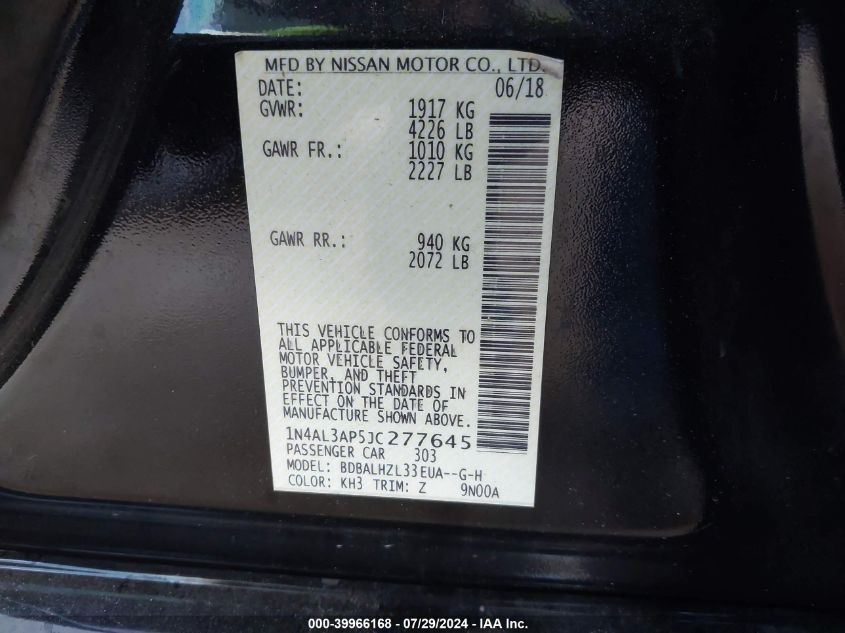 MFD BY NISSAN MOTOR CO., LTD.
DATE: 06/18
GVWR: 1917 KG
4226 LB
GAWR FR.: 1010 KG
2227 LB
GAWR RR.: 940 KG
2072 LB
THIS VEHICLE CONFORMS TO
ALL APPLICABLE FEDERAL
MOTOR VEHICLE SAFETY,
BUMPER, AND THEFT
PREVENTION STANDARDS IN
EFFECT ON THE DATE OF
MANUFACTURE SHOWN ABOVE.
1N4AL3AP5JC277645
PASSENGER CAR 303
MODEL: BDBALHZL33EUA--G-H
COLOR: KH3 TRIM: Z 9N00A
000-39966168 - 07/29/2024 - IAA Inc.